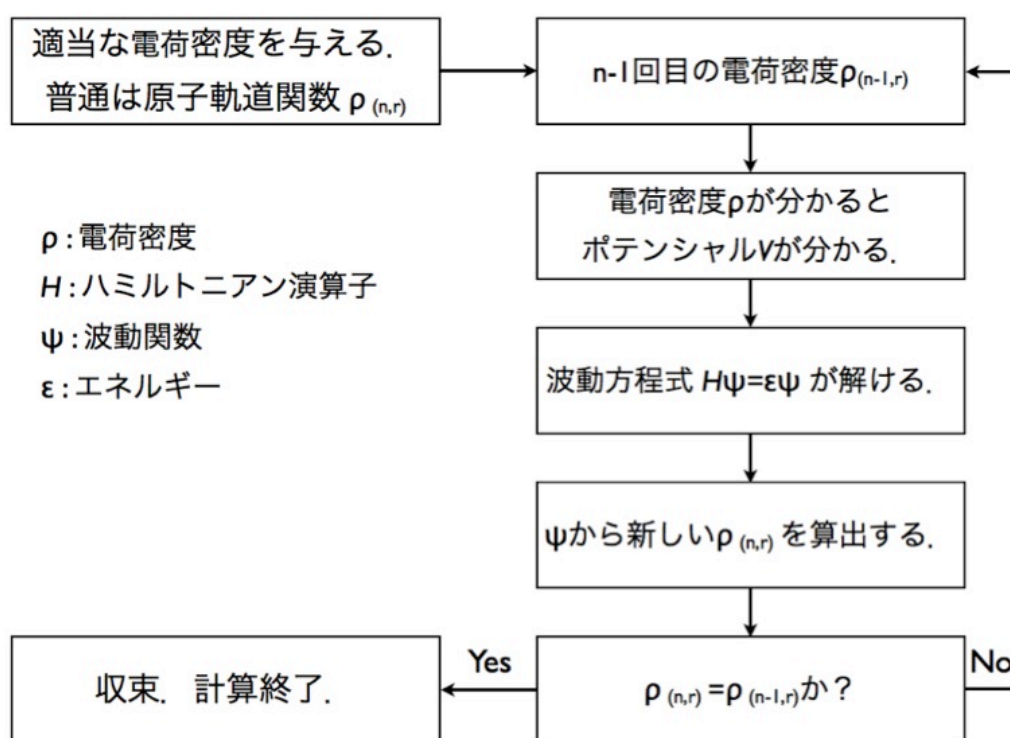 適当な電荷密度を与える.
普通は原子軌道関数 ρ (n,r)
n-1回目の電荷密度ρ(n-1,r)
電荷密度ρが分かると
ポテンシャルVが分かる.
ρ : 電荷密度
H : ハミルトニアン演算子
ψ : 波動関数
ε : エネルギー
波動方程式 Hψ=εψ が解ける.
ψから新しいρ (n,r) を算出する.
ρ (n,r) =ρ (n-1,r)か？
Yes
No
収束. 計算終了.